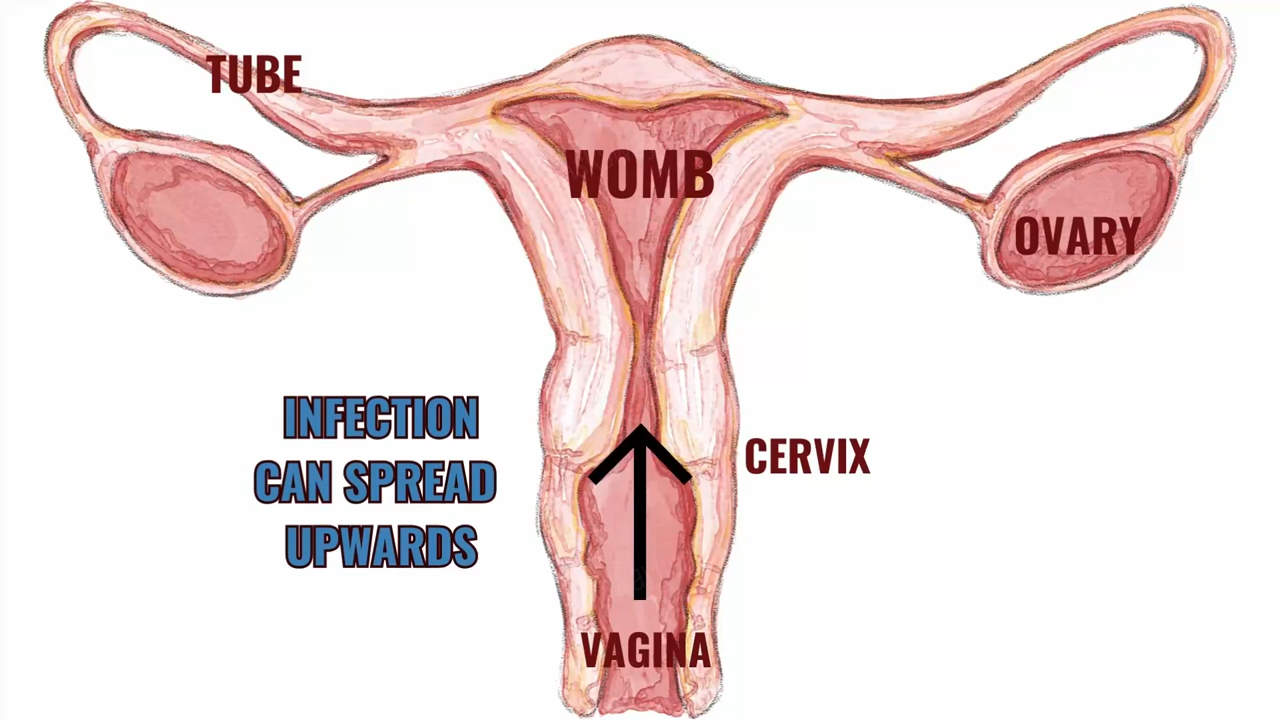 TUBE
WOMB
OVARY
INFECTION
CAN SPREAD
UPWARDS
CERVIX
VAGINA